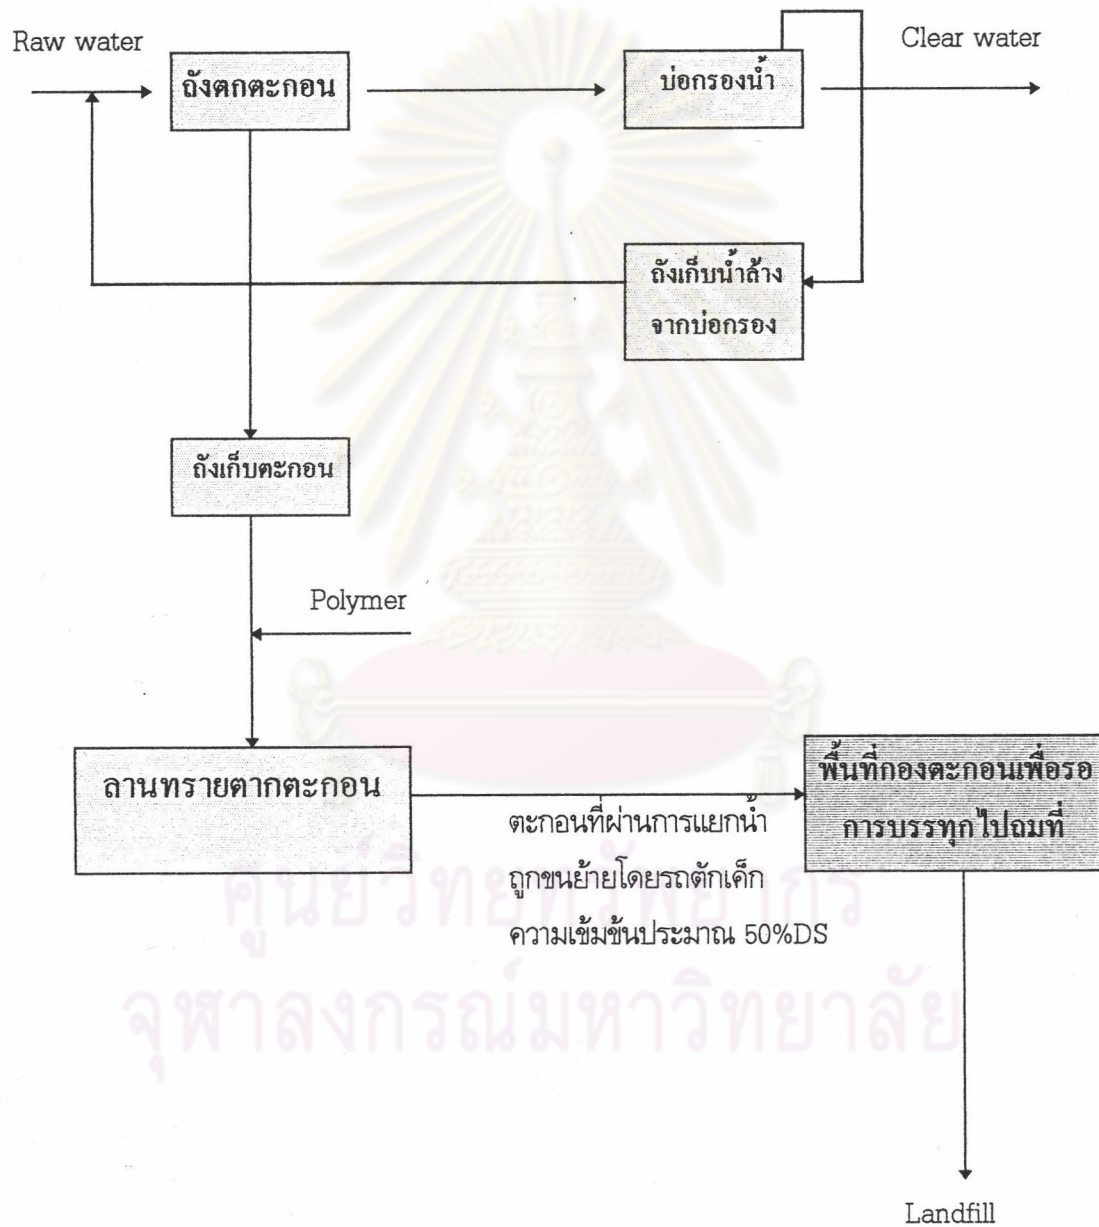 Raw water
Clear water
ถังตกตะกอน
บ่อกรองน้ำ
ถังเก็บน้ำล้าง
จากบ่อกรอง
ถังเก็บตะกอน
Polymer
ลานทรายตากตะกอน
พื้นที่กองตะกอนเพื่อรอ
การบรรทุกไปถมที่
ตะกอนที่ผ่านการแยกน้ำ
ถูกขนย้ายโดยรถตักเค็ก
ความเข้มข้นประมาณ 50%DS
ศูนย์วิทยทรัพยากร
จุฬาลงกรณ์มหาวิทยาลัย
Landfill